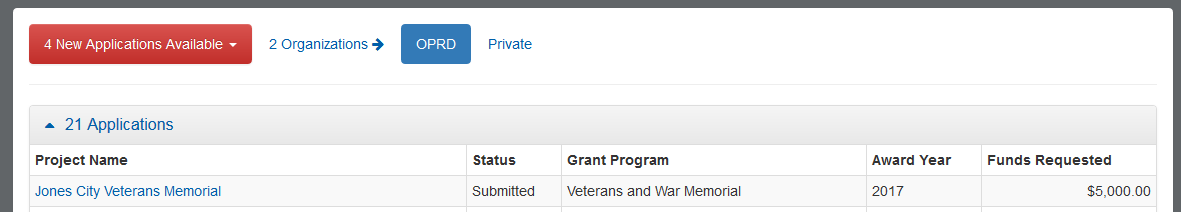 4 New Applications Available 2 Organizations OPRD Private
21 Applications
Project Name Status Grant Program Award Year Funds Requested
Jones City Veterans Memorial Submitted Veterans and War Memorial 2017 $5,000.00